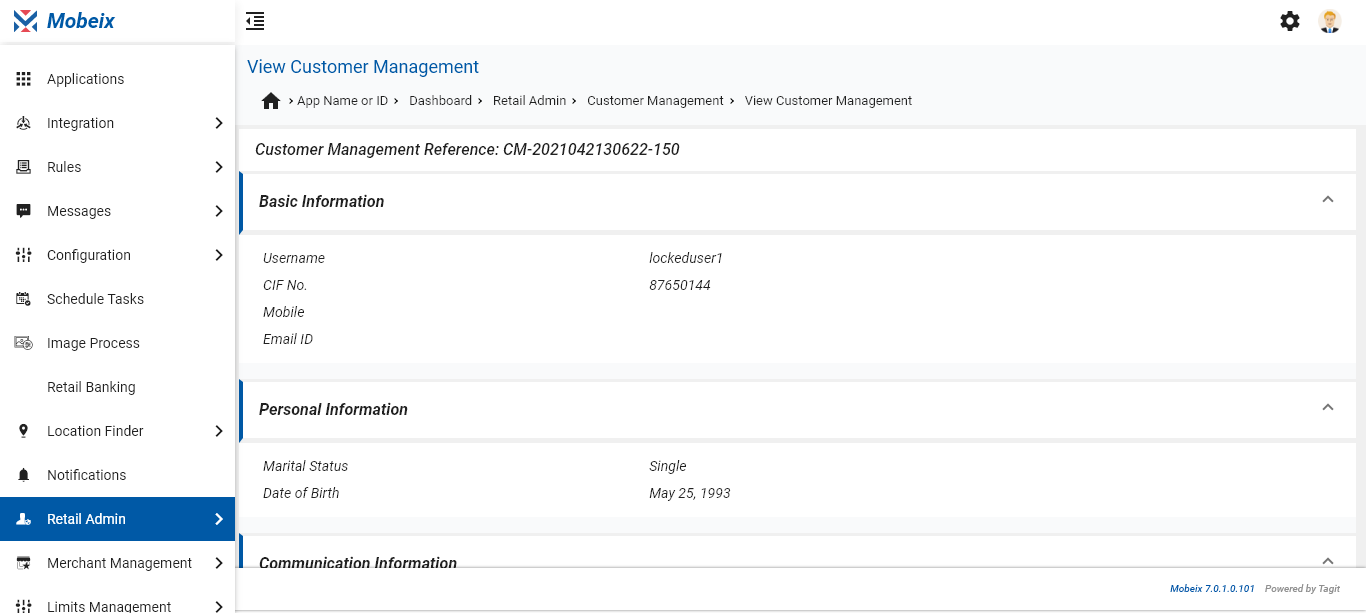 Mobeix
Applications
Integration
Rules
Messages
Configuration
Schedule Tasks
Image Process
Retail Banking
Location Finder
Notifications
Retail Admin
Merchant Management
Limits Management
View Customer Management
App Name or ID › Dashboard › Retail Admin › Customer Management › View Customer Management
Customer Management Reference: CM-2021042130622-150
Basic Information
Username lockeduser1
CIF No. 87650144
Mobile
Email ID
Personal Information
Marital Status Single
Date of Birth May 25, 1993
Communication Information
Mobeix 7.0.1.0.101 Powered by Tagit